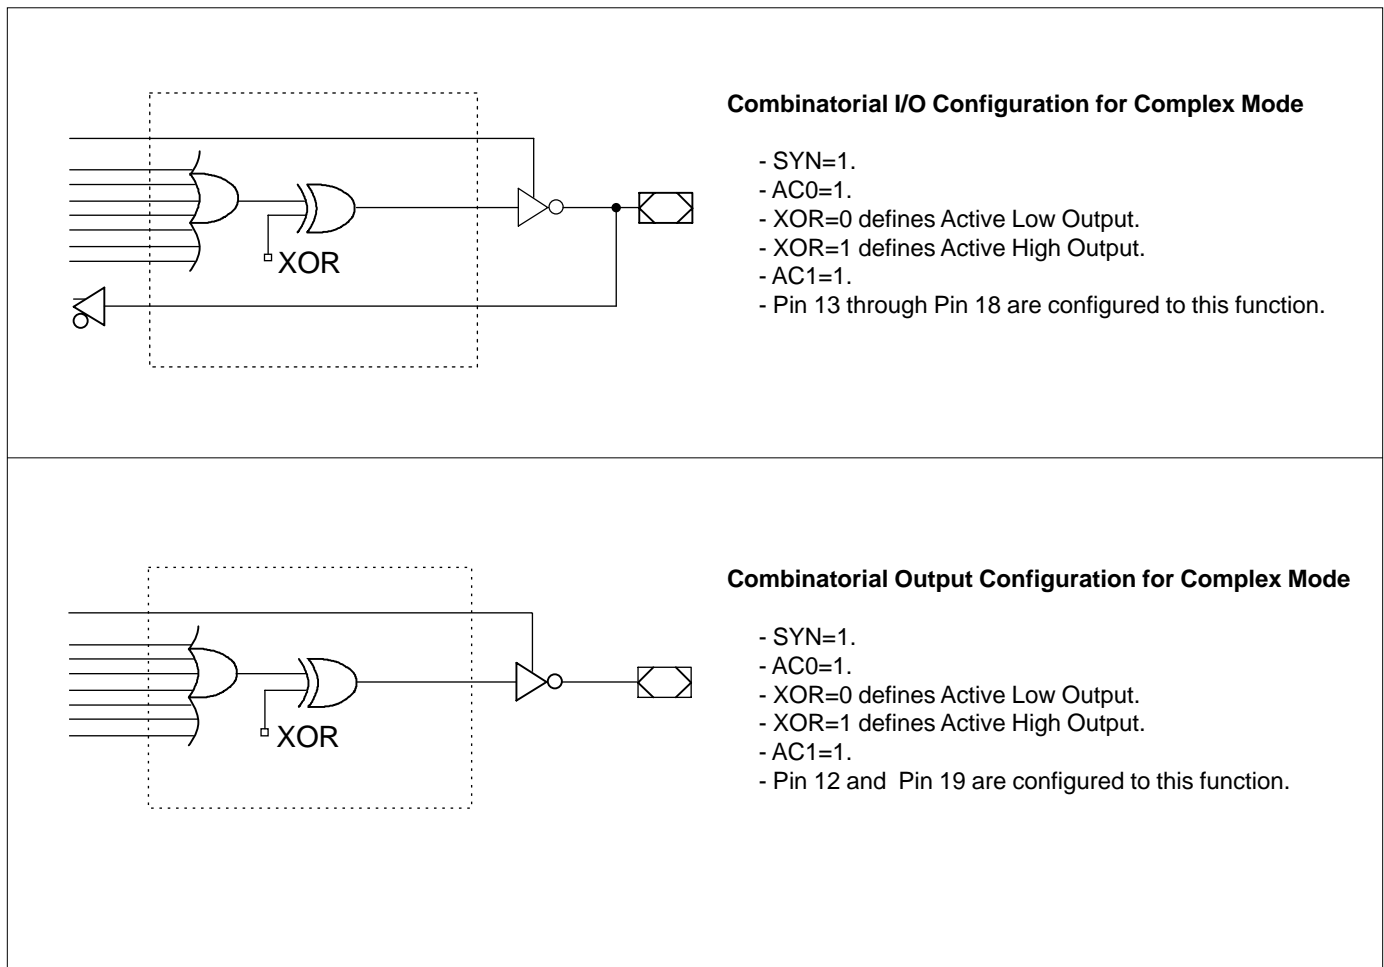 Combinatorial I/O Configuration for Complex Mode
- SYN=1.
- AC0=1.
- XOR=0 defines Active Low Output.
- XOR=1 defines Active High Output.
- AC1=1.
- Pin 13 through Pin 18 are configured to this function.
XOR
Combinatorial Output Configuration for Complex Mode
- SYN=1.
- AC0=1.
- XOR=0 defines Active Low Output.
- XOR=1 defines Active High Output.
- AC1=1.
- Pin 12 and  Pin 19 are configured to this function.
XOR